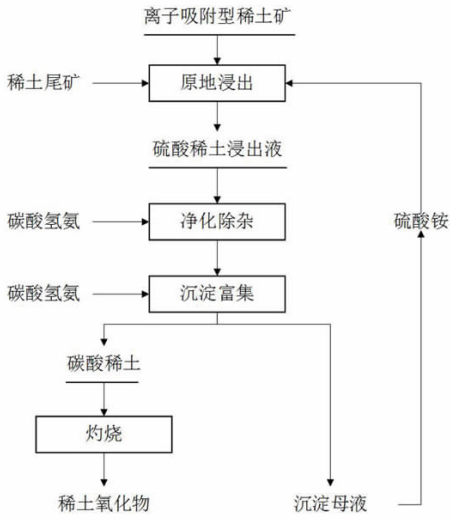 离子吸附型稀土矿
稀土尾矿
原地浸出
硫酸稀土浸出液
碳酸氢氨
净化除杂
硫酸铵
碳酸氢氨
沉淀富集
碳酸稀土
灼烧
稀土氧化物
沉淀母液